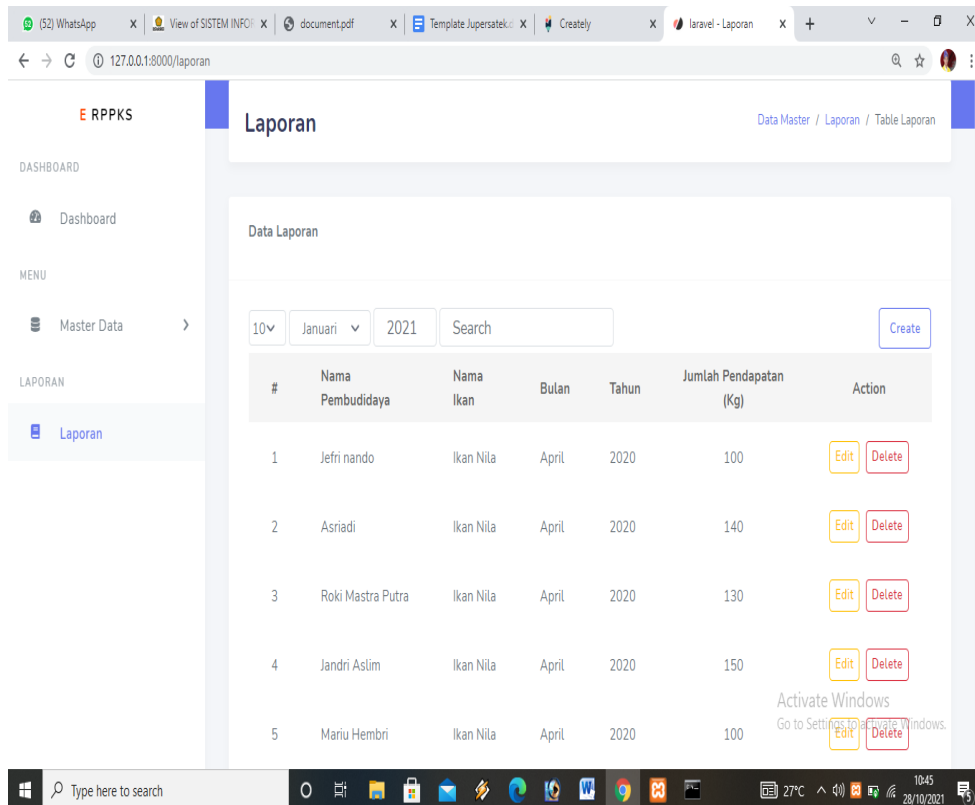 (52) WhatsApp
View of SISTEM INFOR
document.pdf
Template Jupersatek.d
Creately
laravel - Laporan
127.0.0.1:8000/laporan
E RPPKS
DASHBOARD
Dashboard
MENU
Master Data
LAPORAN
Laporan
Laporan
Data Master / Laporan / Table Laporan
Data Laporan
10 Januari 2021 Search Create
# Nama Pembudidaya Nama Ikan Bulan Tahun Jumlah Pendapatan (Kg) Action
1 Jefri nando Ikan Nila April 2020 100 Edit Delete
2 Asriadi Ikan Nila April 2020 140 Edit Delete
3 Roki Mastra Putra Ikan Nila April 2020 130 Edit Delete
4 Jandri Aslim Ikan Nila April 2020 150 Edit Delete
5 Mariu Hembri Ikan Nila April 2020 100 Edit Delete
Activate Windows
Go to Settings to activate Windows.
Type here to search
27°C
10:45
28/10/2021